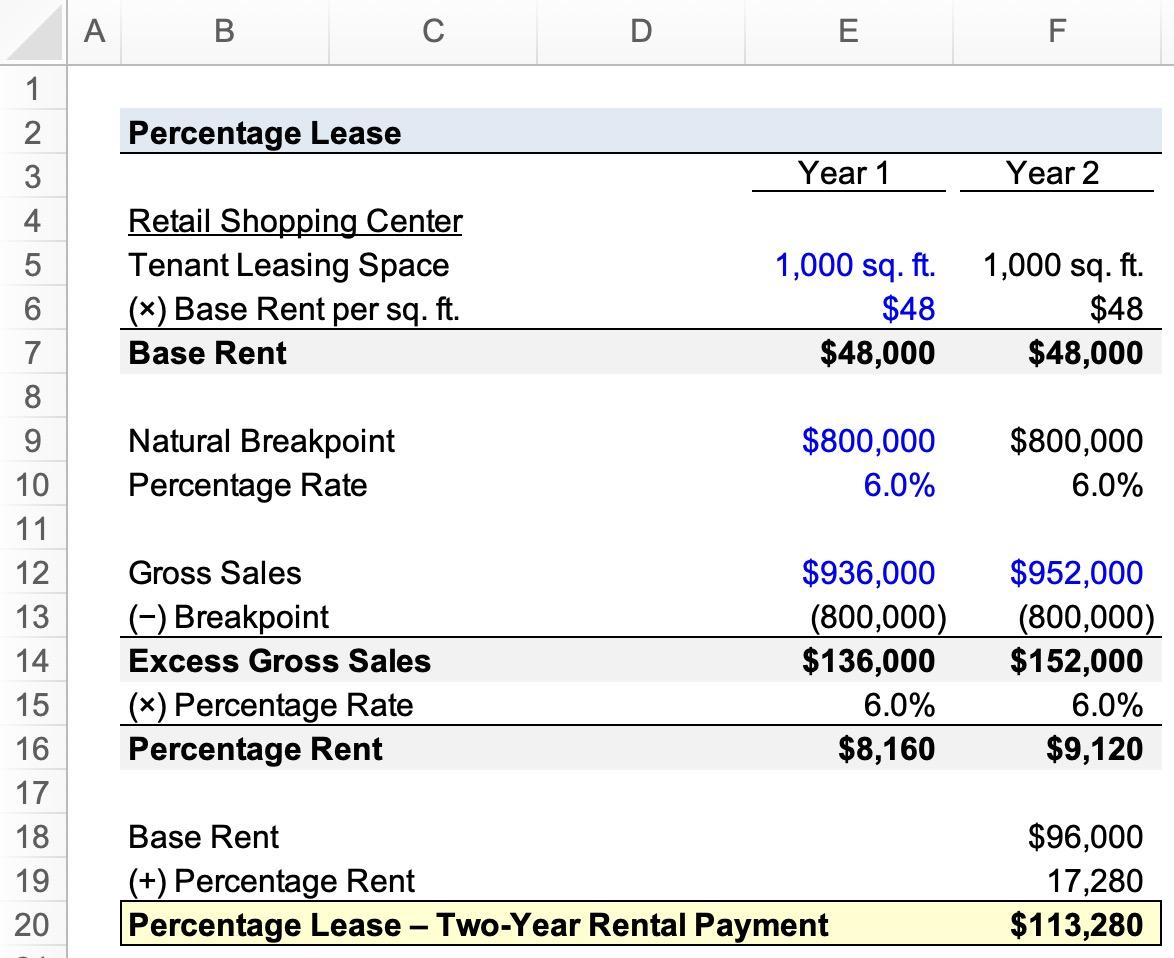 A B C D E F
1
2 Percentage Lease
3 Year 1 Year 2
4 Retail Shopping Center
5 Tenant Leasing Space 1,000 sq. ft. 1,000 sq. ft.
6 (×) Base Rent per sq. ft. $48 $48
7 Base Rent $48,000 $48,000
8
9 Natural Breakpoint $800,000 $800,000
10 Percentage Rate 6.0% 6.0%
11
12 Gross Sales $936,000 $952,000
13 (−) Breakpoint (800,000) (800,000)
14 Excess Gross Sales $136,000 $152,000
15 (×) Percentage Rate 6.0% 6.0%
16 Percentage Rent $8,160 $9,120
17
18 Base Rent $96,000
19 (+) Percentage Rent 17,280
20 Percentage Lease – Two-Year Rental Payment $113,280